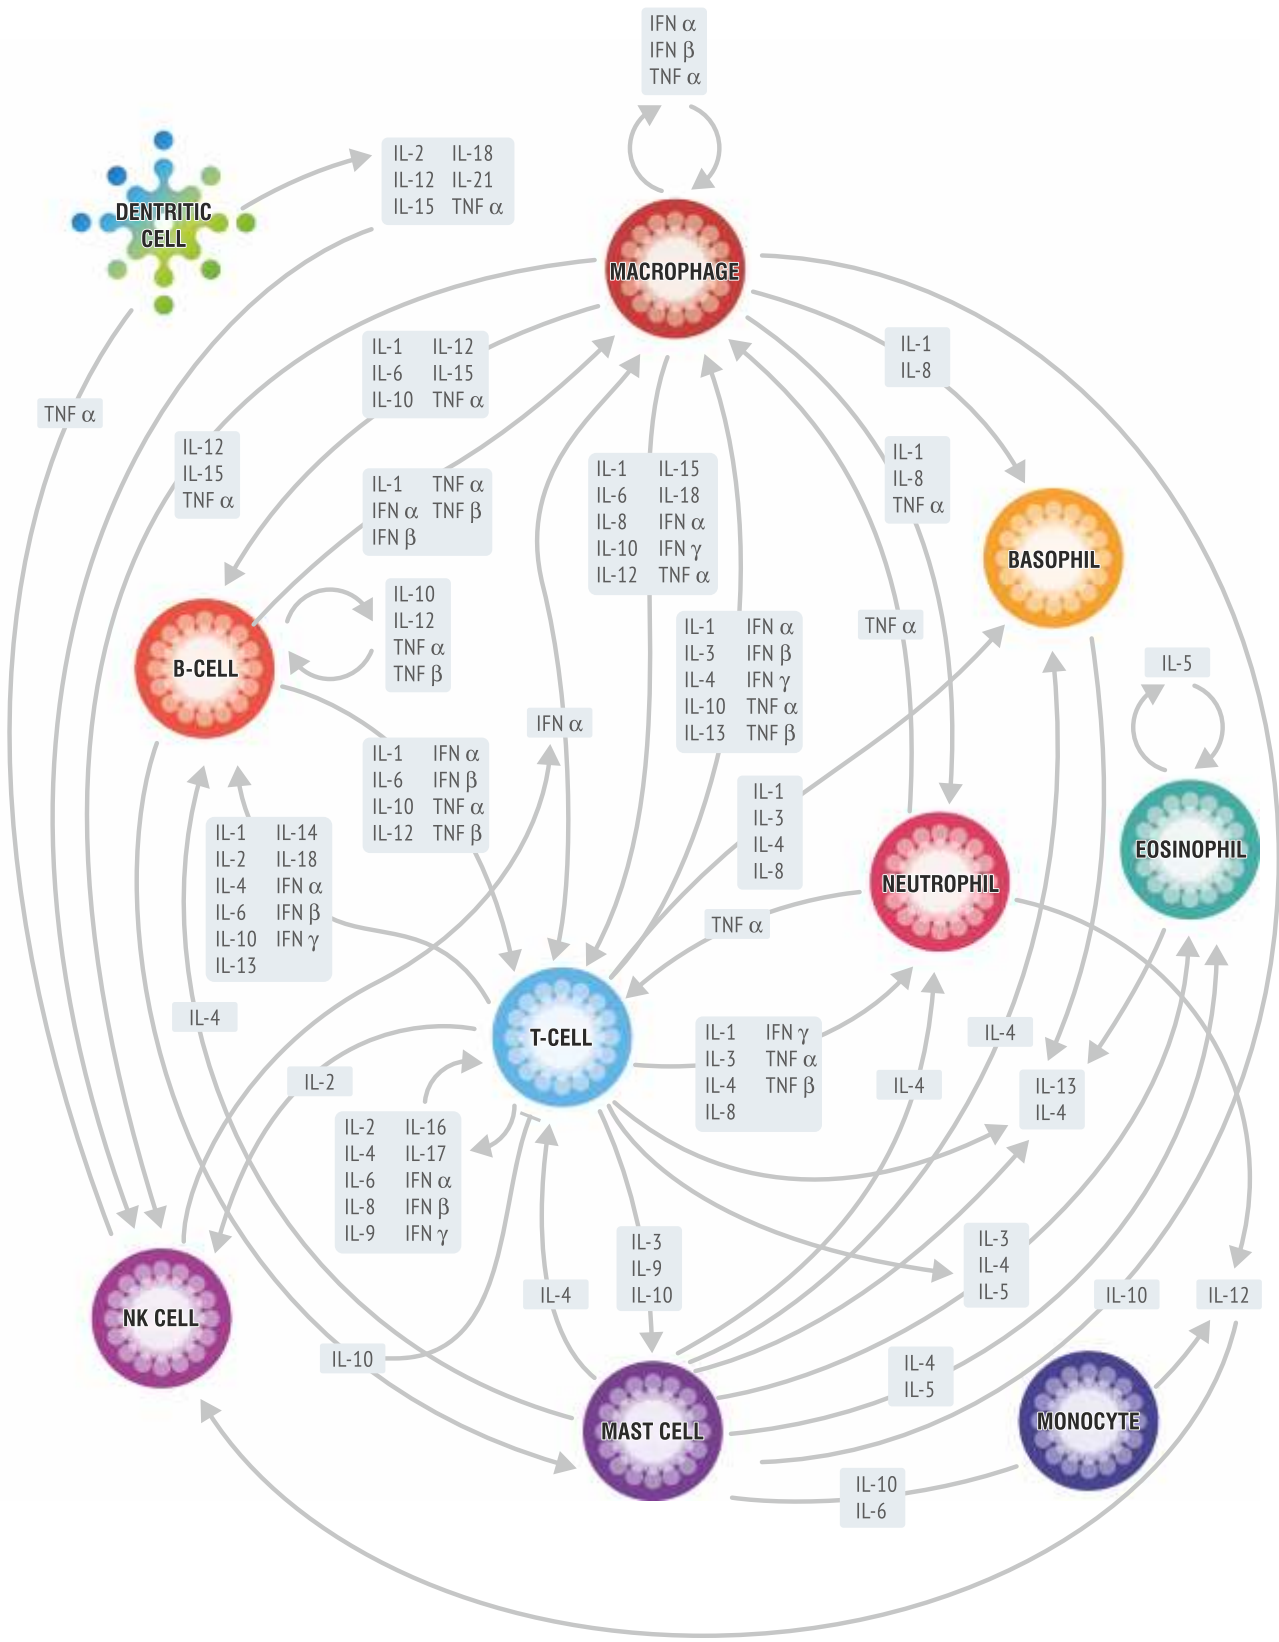 IFN α
IFN β
TNF α
IL-2 IL-18
IL-12 IL-21
IL-15 TNF α
DENTRITIC
CELL
MACROPHAGE
IL-1 IL-12
IL-6 IL-15
IL-10 TNF α
IL-1
IL-8
TNF α
IL-12
IL-15
TNF α
IL-1 TNF α
IFN α TNF β
IFN β
IL-1 IL-15
IL-6 IL-18
IL-8 IFN α
IL-10 IFN γ
IL-12 TNF α
IL-1
IL-8
TNF α
BASOPHIL
IL-10
IL-12
TNF α
TNF β
B-CELL
IL-1 IFN α
IL-3 IFN β
IL-4 IFN γ
IL-10 TNF α
IL-13 TNF β
TNF α
IL-5
IFN α
IL-1 IFN α
IL-6 IFN β
IL-10 TNF α
IL-12 TNF β
IL-1
IL-3
IL-4
IL-8
IL-1 IL-14
IL-2 IL-18
IL-4 IFN α
IL-6 IFN β
IL-10 IFN γ
IL-13
EOSINOPHIL
NEUTROPHIL
TNF α
IL-4
T-CELL
IL-1 IFN γ
IL-3 TNF α
IL-4 TNF β
IL-8
IL-4
IL-4
IL-13
IL-4
IL-2
IL-2 IL-16
IL-4 IL-17
IL-6 IFN α
IL-8 IFN β
IL-9 IFN γ
IL-3
IL-9
IL-10
IL-3
IL-4
IL-5
IL-4
IL-10
IL-12
NK CELL
IL-10
IL-4
IL-5
MAST CELL
MONOCYTE
IL-10
IL-6